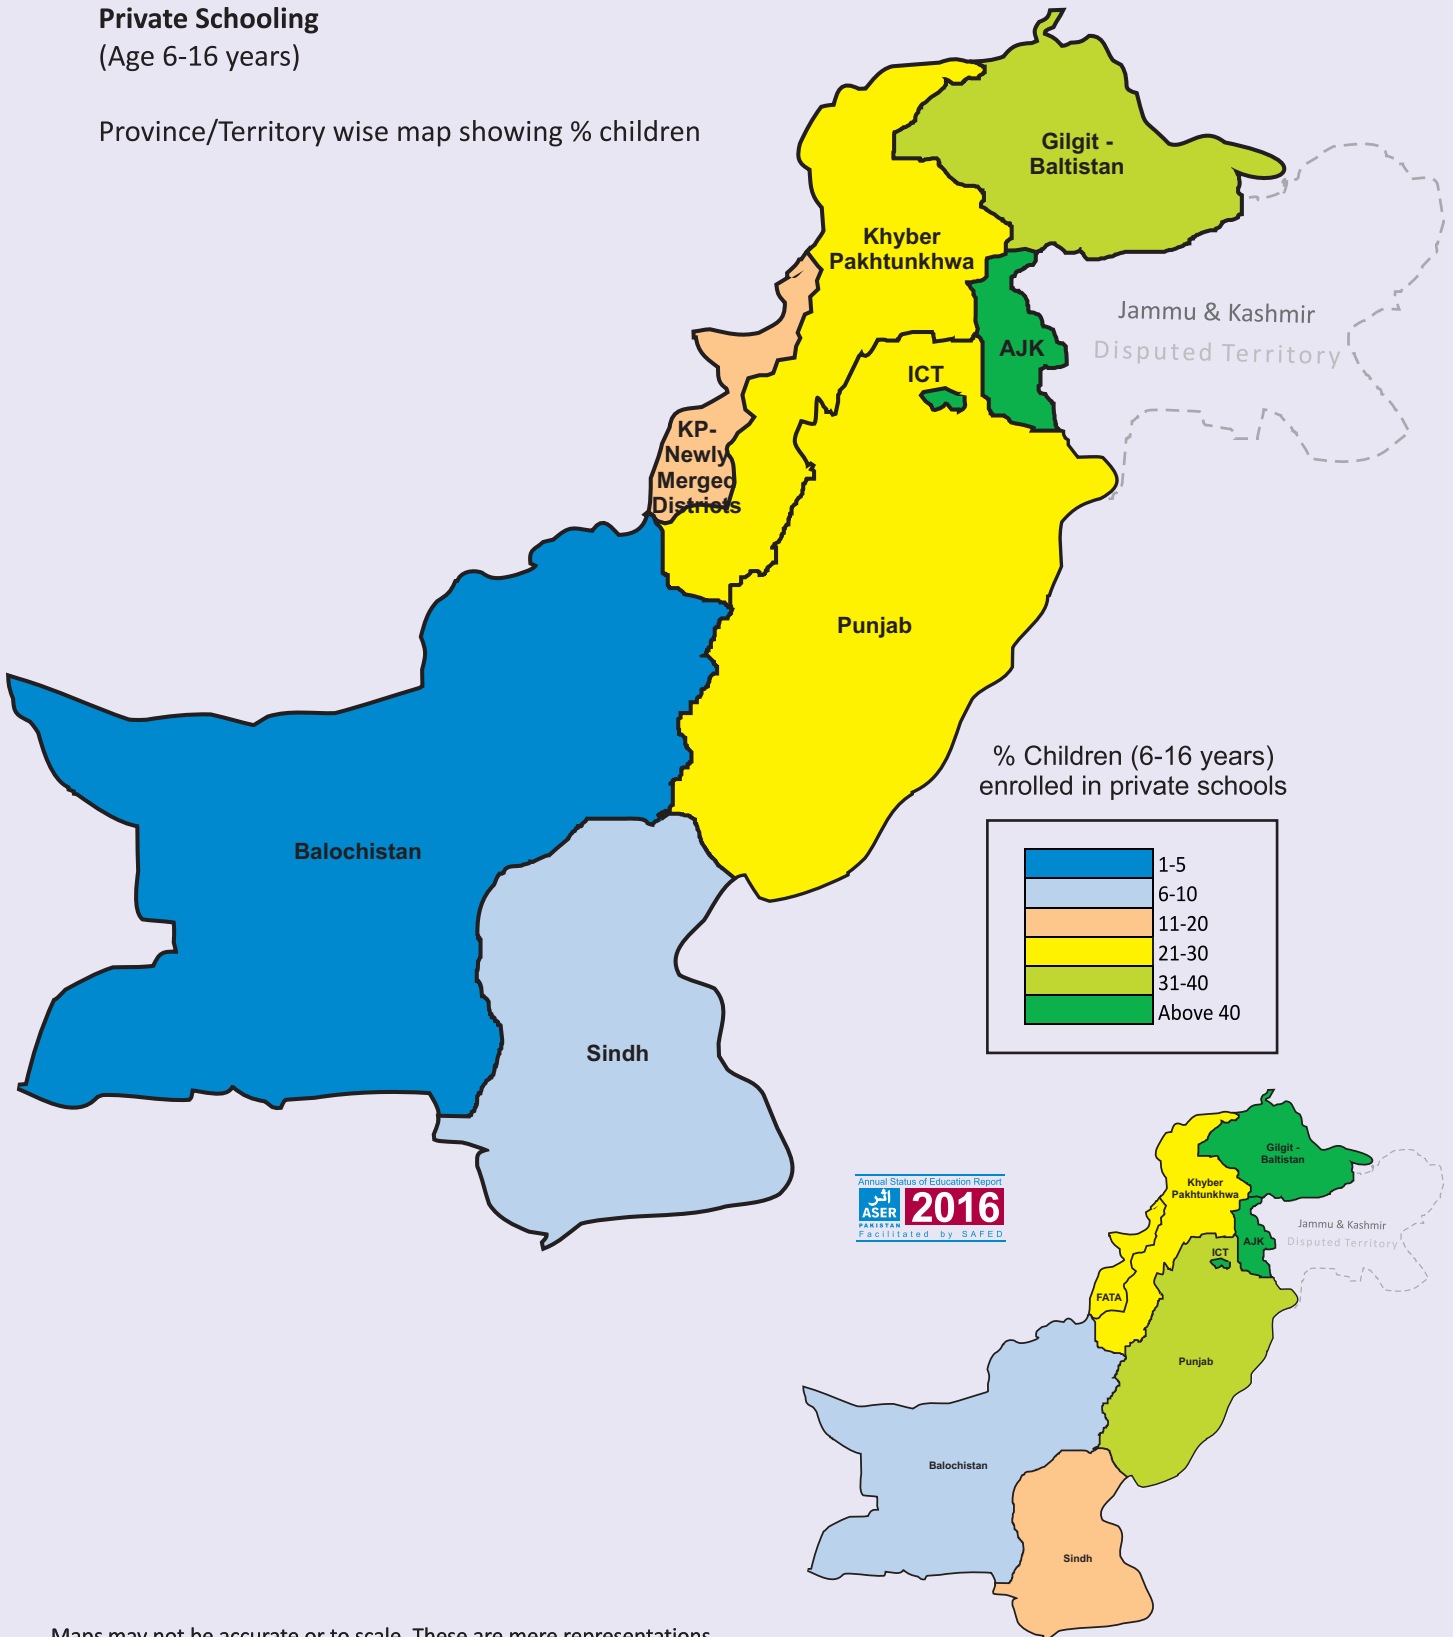 Private Schooling
(Age 6-16 years)
Province/Territory wise map showing % children
Gilgit -
Baltistan
Khyber
Pakhtunkhwa
Jammu & Kashmir
Disputed Territory
AJK
ICT
KP-
Newly
Merged
Districts
Punjab
Balochistan
Sindh
% Children (6-16 years)
enrolled in private schools
1-5
6-10
11-20
21-30
31-40
Above 40
Annual Status of Education Report
اثر
ASER
PAKISTAN
2016
Facilitated by SAFED
Gilgit -
Baltistan
Khyber
Pakhtunkhwa
Jammu & Kashmir
Disputed Territory
AJK
ICT
FATA
Punjab
Balochistan
Sindh
Maps may not be accurate or to scale. These are mere representations